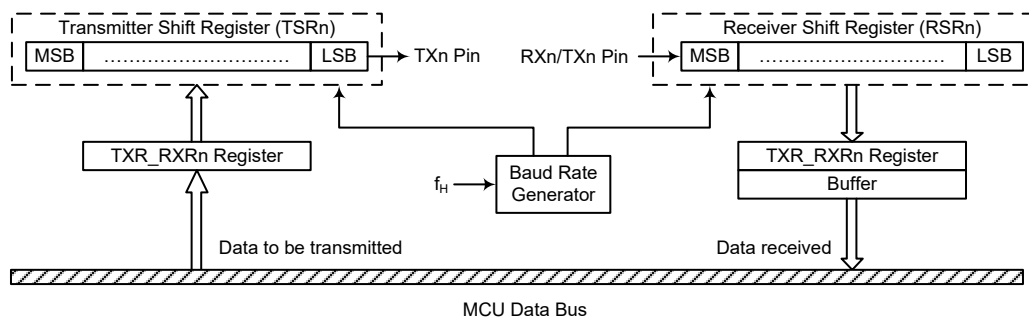 Transmitter Shift Register (TSRn)
MSB ………………………… LSB
TXn Pin
RXn/TXn Pin
Receiver Shift Register (RSRn)
MSB ………………………… LSB
TXR_RXRn Register
Baud Rate
Generator
fH
TXR_RXRn Register
Buffer
Data to be transmitted
Data received
MCU Data Bus